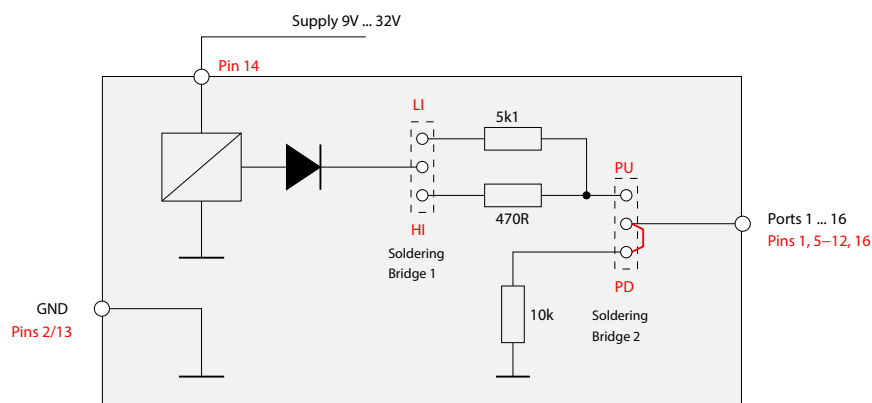 Supply 9V ... 32V
Pin 14
LI
5k1
PU
470R
HI
Ports 1 ... 16
Pins 1, 5–12, 16
Soldering
Bridge 1
PD
GND
Pins 2/13
10k
Soldering
Bridge 2